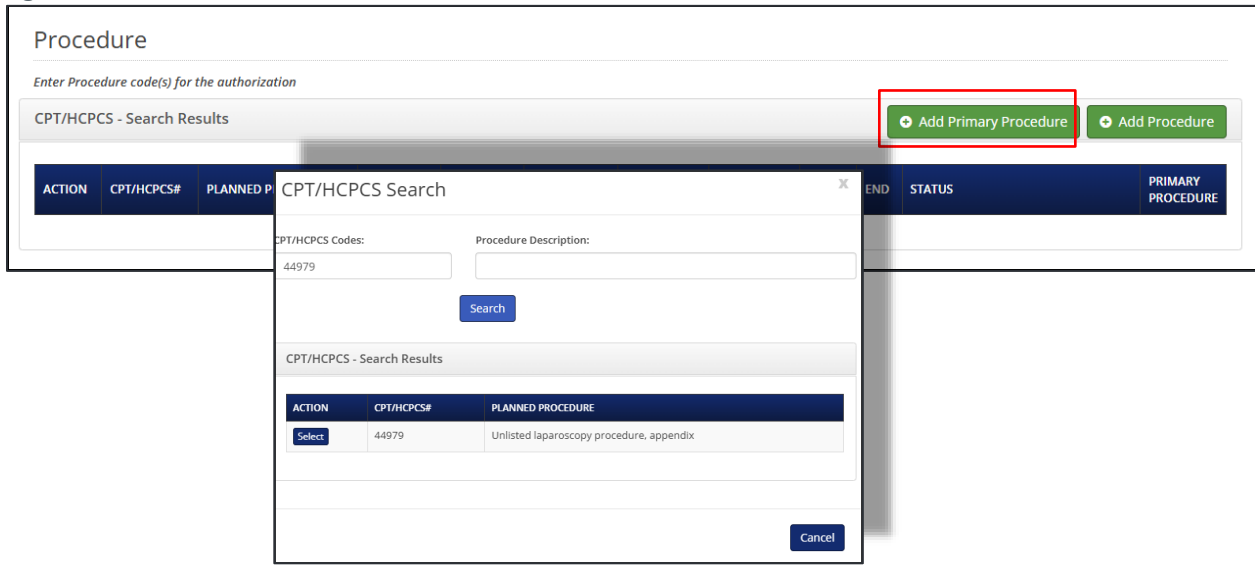 Procedure
Enter Procedure code(s) for the authorization
CPT/HCPCS - Search Results
Add Primary Procedure
Add Procedure
ACTION CPT/HCPCS# PLANNED P END STATUS PRIMARY PROCEDURE
CPT/HCPCS Search
x
CPT/HCPCS Codes: Procedure Description:
44979
Search
CPT/HCPCS - Search Results
ACTION CPT/HCPCS# PLANNED PROCEDURE
Select 44979 Unlisted laparoscopy procedure, appendix
Cancel